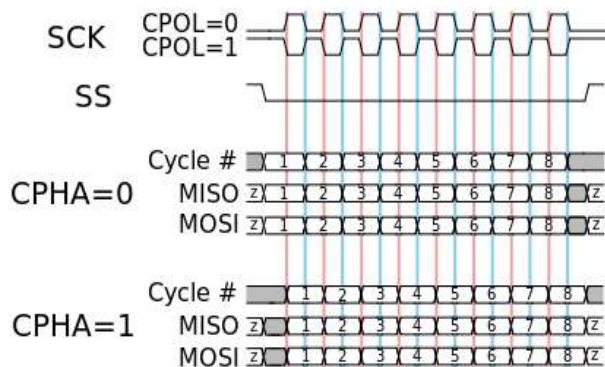 SCK CPOL=0
CPOL=1
SS
Cycle # 1 2 3 4 5 6 7 8
CPHA=0 MISO z 1 2 3 4 5 6 7 8 z
MOSI z 1 2 3 4 5 6 7 8 z
Cycle # 1 2 3 4 5 6 7 8
CPHA=1 MISO z 1 2 3 4 5 6 7 8 z
MOSI z 1 2 3 4 5 6 7 8 z